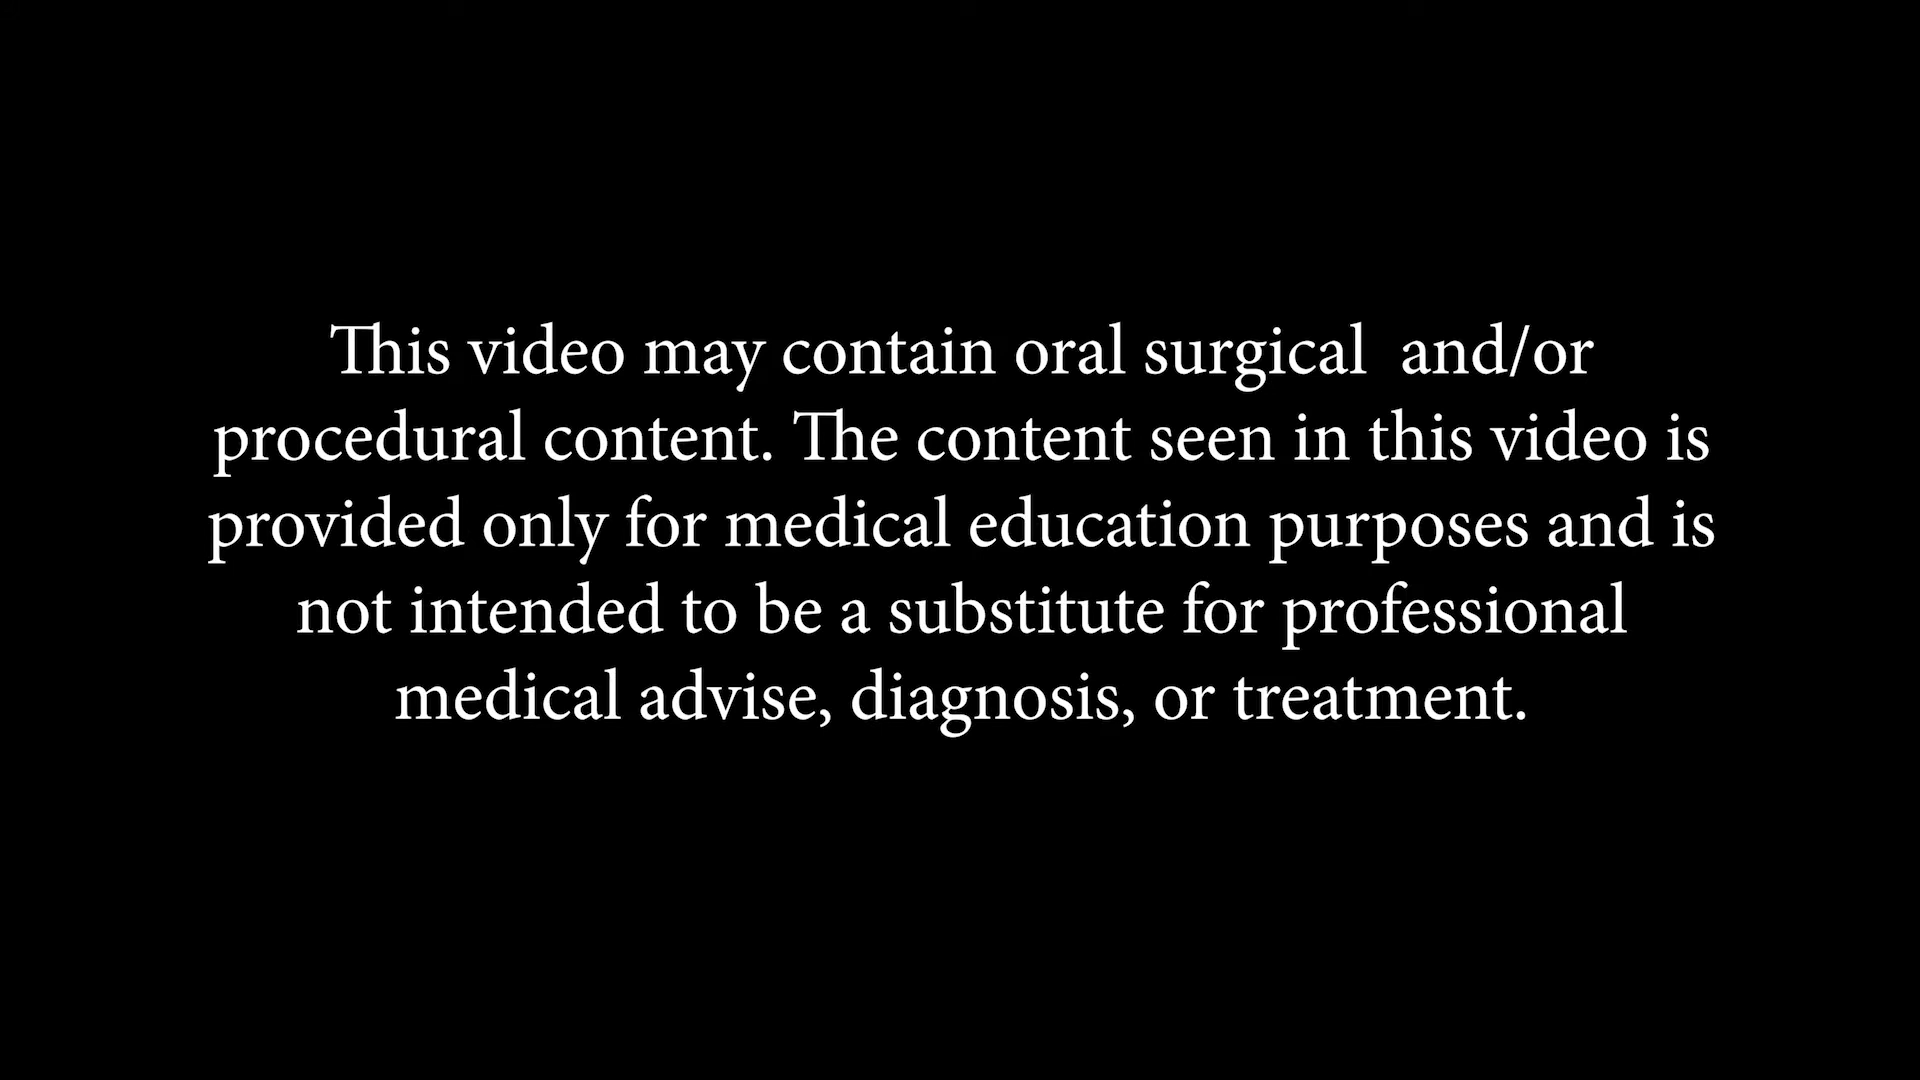 This video may contain oral surgical  and/or
procedural content. The content seen in this video is
provided only for medical education purposes and is
not intended to be a substitute for professional
medical advise, diagnosis, or treatment.